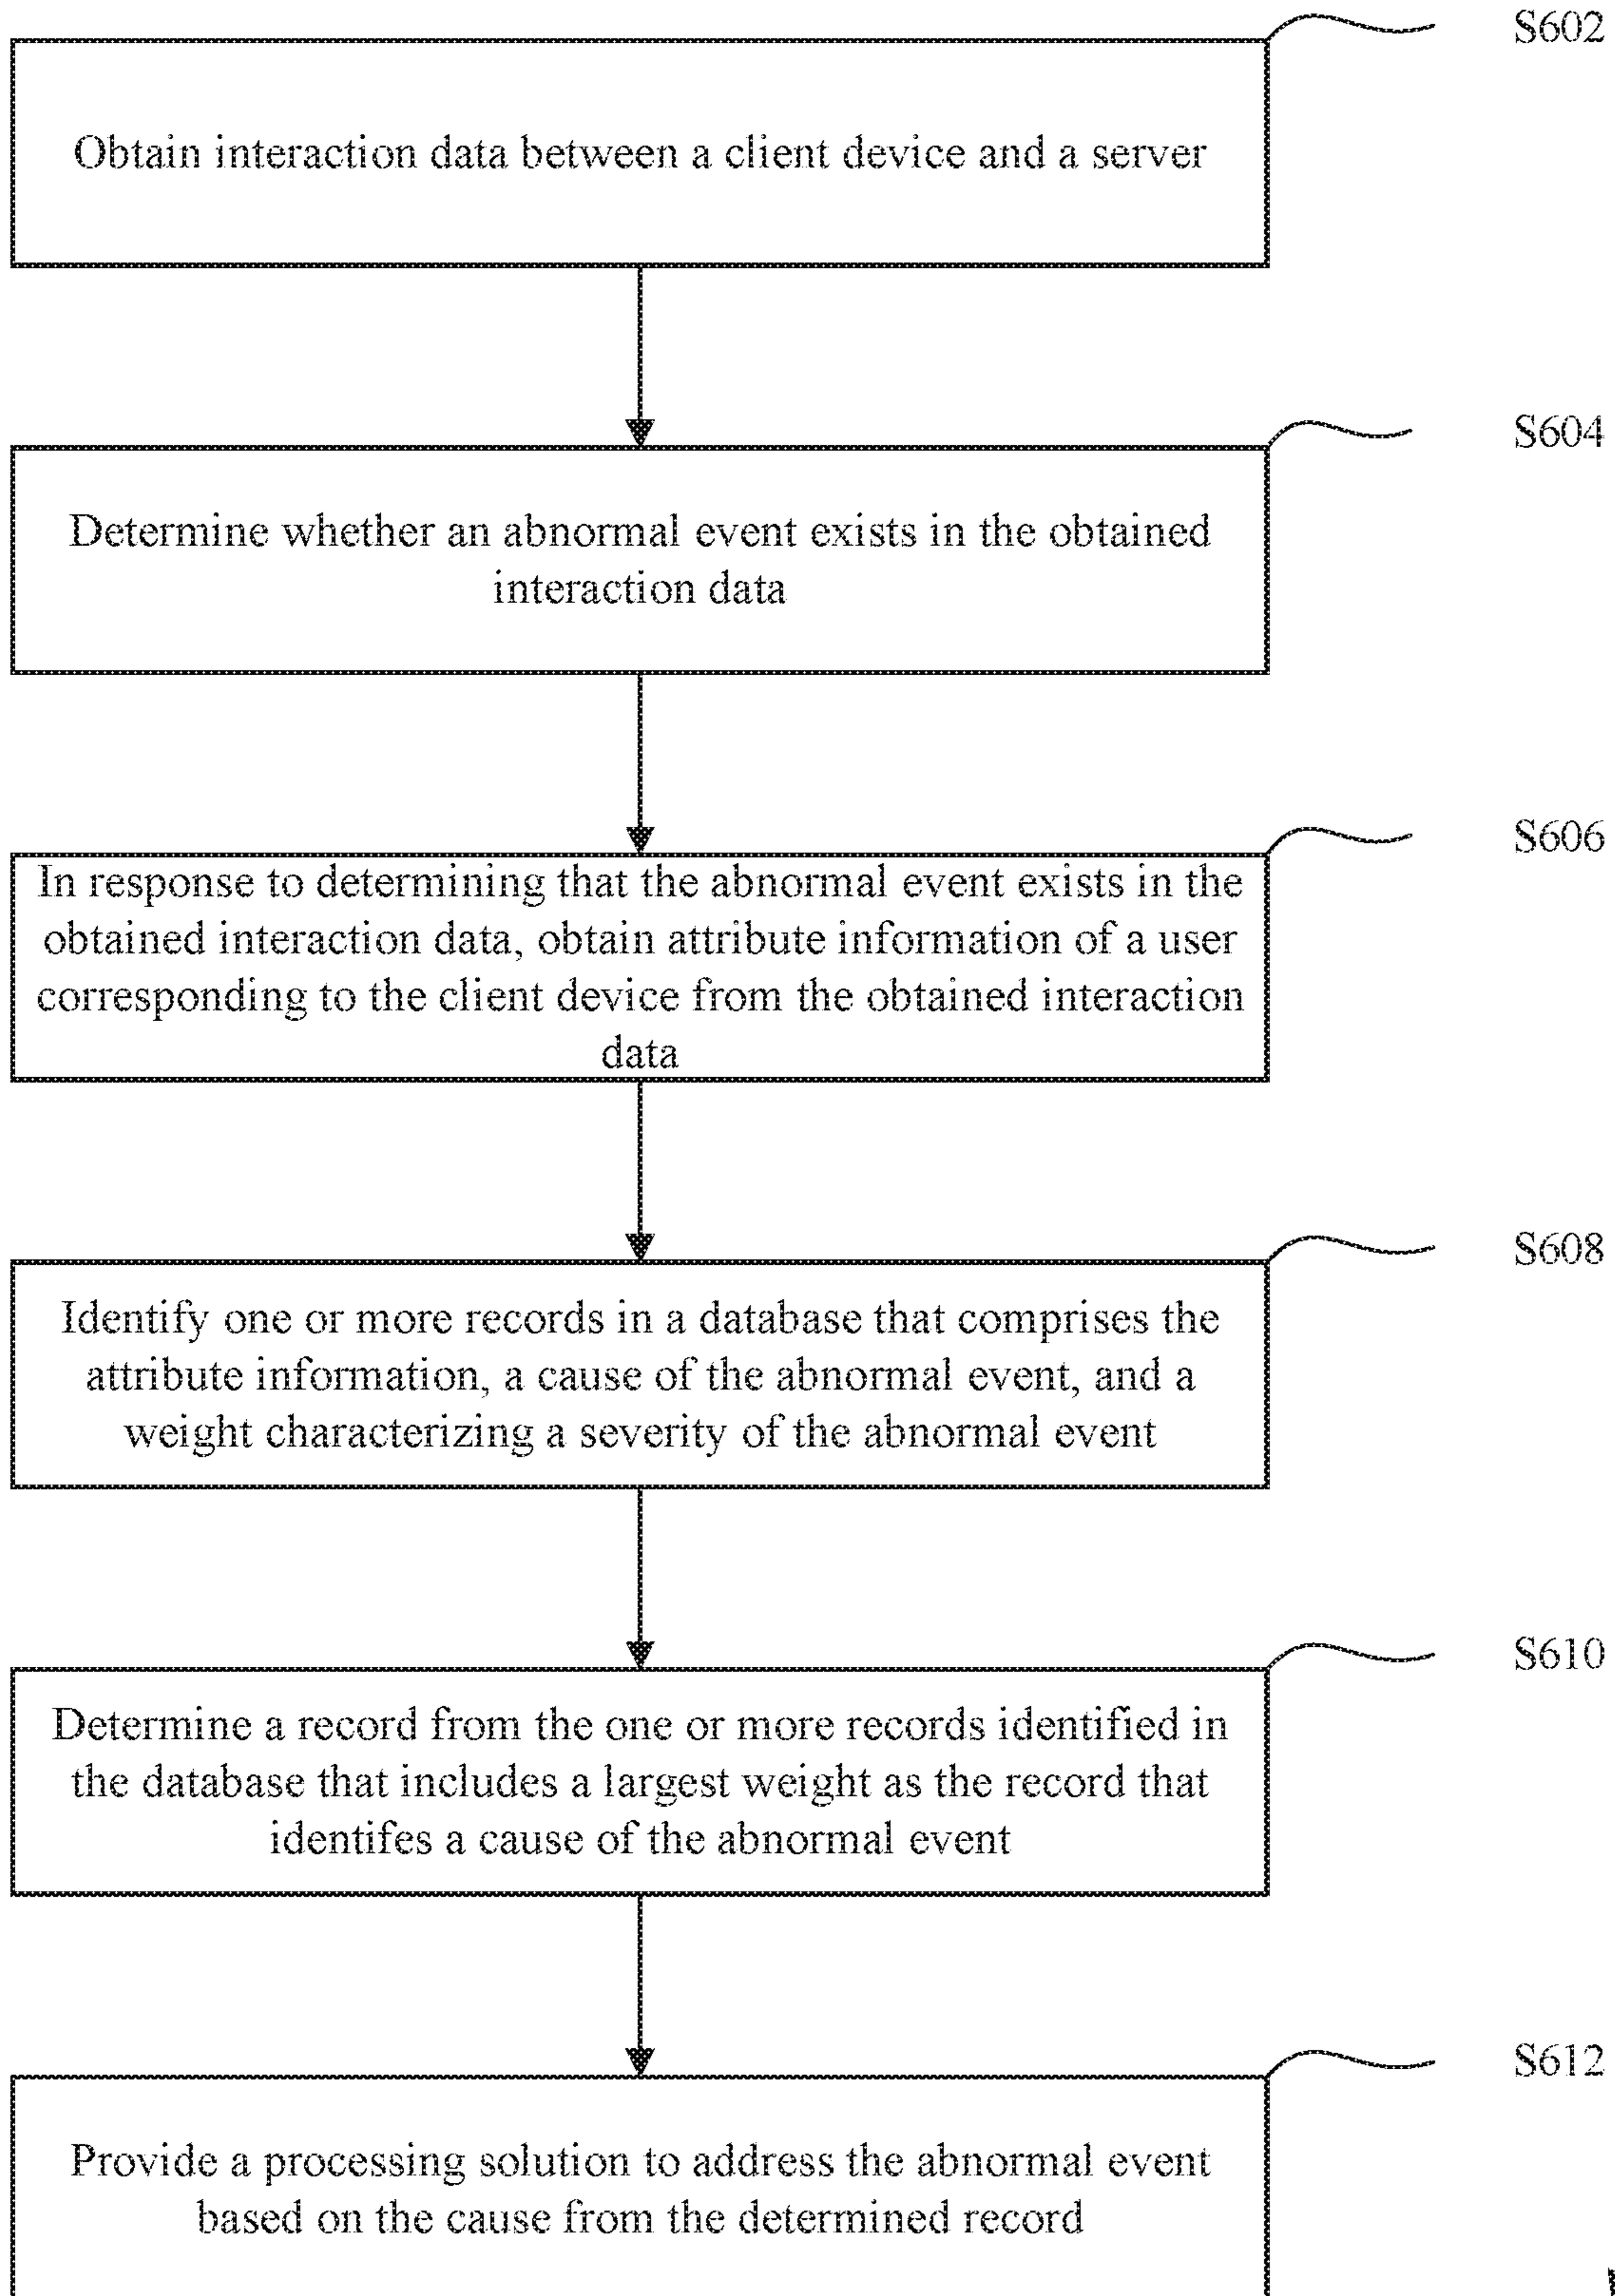 S602
Obtain interaction data between a client device and a server
S604
Determine whether an abnormal event exists in the obtained
interaction data
S606
In response to determining that the abnormal event exists in the
obtained interaction data, obtain attribute information of a user
corresponding to the client device from the obtained interaction
data
S608
Identify one or more records in a database that comprises the
attribute information, a cause of the abnormal event, and a
weight characterizing a severity of the abnormal event
S610
Determine a record from the one or more records identified in
the database that includes a largest weight as the record that
identifes a cause of the abnormal event
S612
Provide a processing solution to address the abnormal event
based on the cause from the determined record